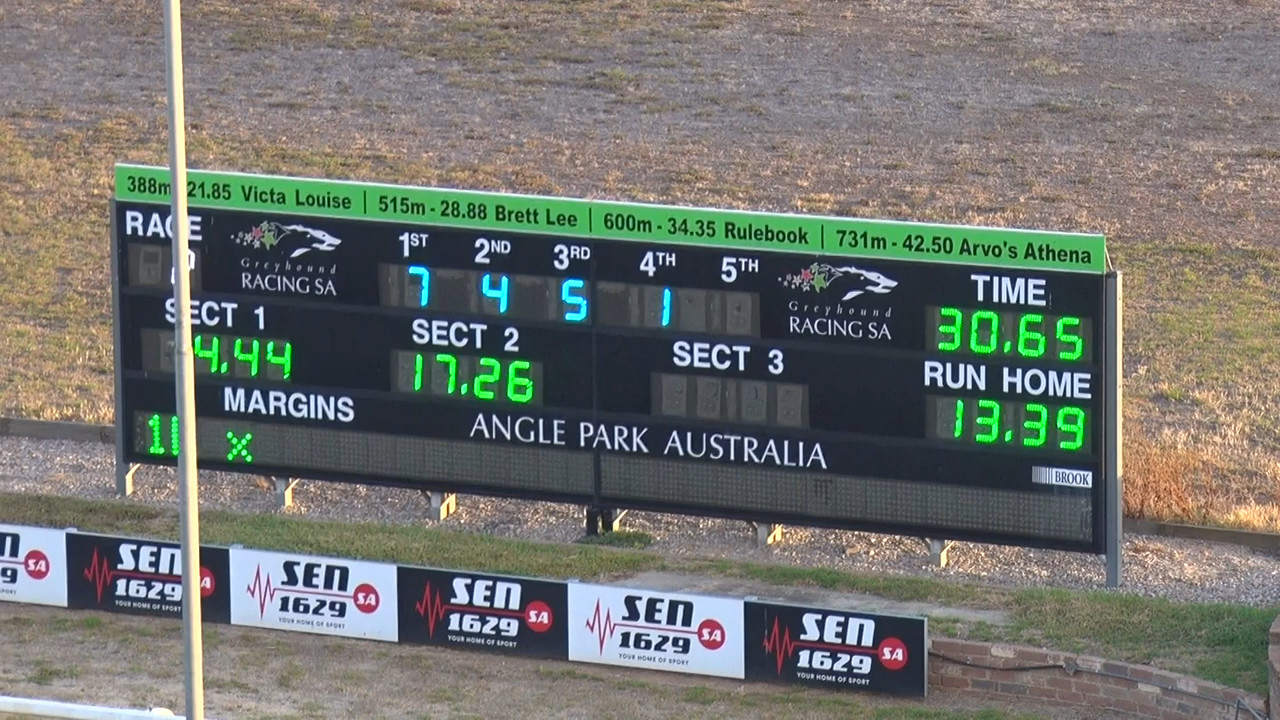 388m 21.85 Victa Louise | 515m - 28.88 Brett Lee | 600m - 34.35 Rulebook | 731m - 42.50 Arvo's Athena
RACE
Greyhound
RACING SA
1ST 2ND 3RD 4TH 5TH
7 4 5 1
Greyhound
RACING SA
TIME
30.65
SECT 1
4.44
SECT 2
17.26
SECT 3
RUN HOME
13.39
MARGINS
X
ANGLE PARK AUSTRALIA
BROOK
9
SA
SEN
1629
YOUR HOME OF SPORT
SEN
1629 SA
YOUR HOME OF SPORT
SEN
1629 SA
YOUR HOME OF SPORT
SEN
1629 SA
YOUR HOME OF SPORT
SEN
1629 SA
YOUR HOME OF SPORT